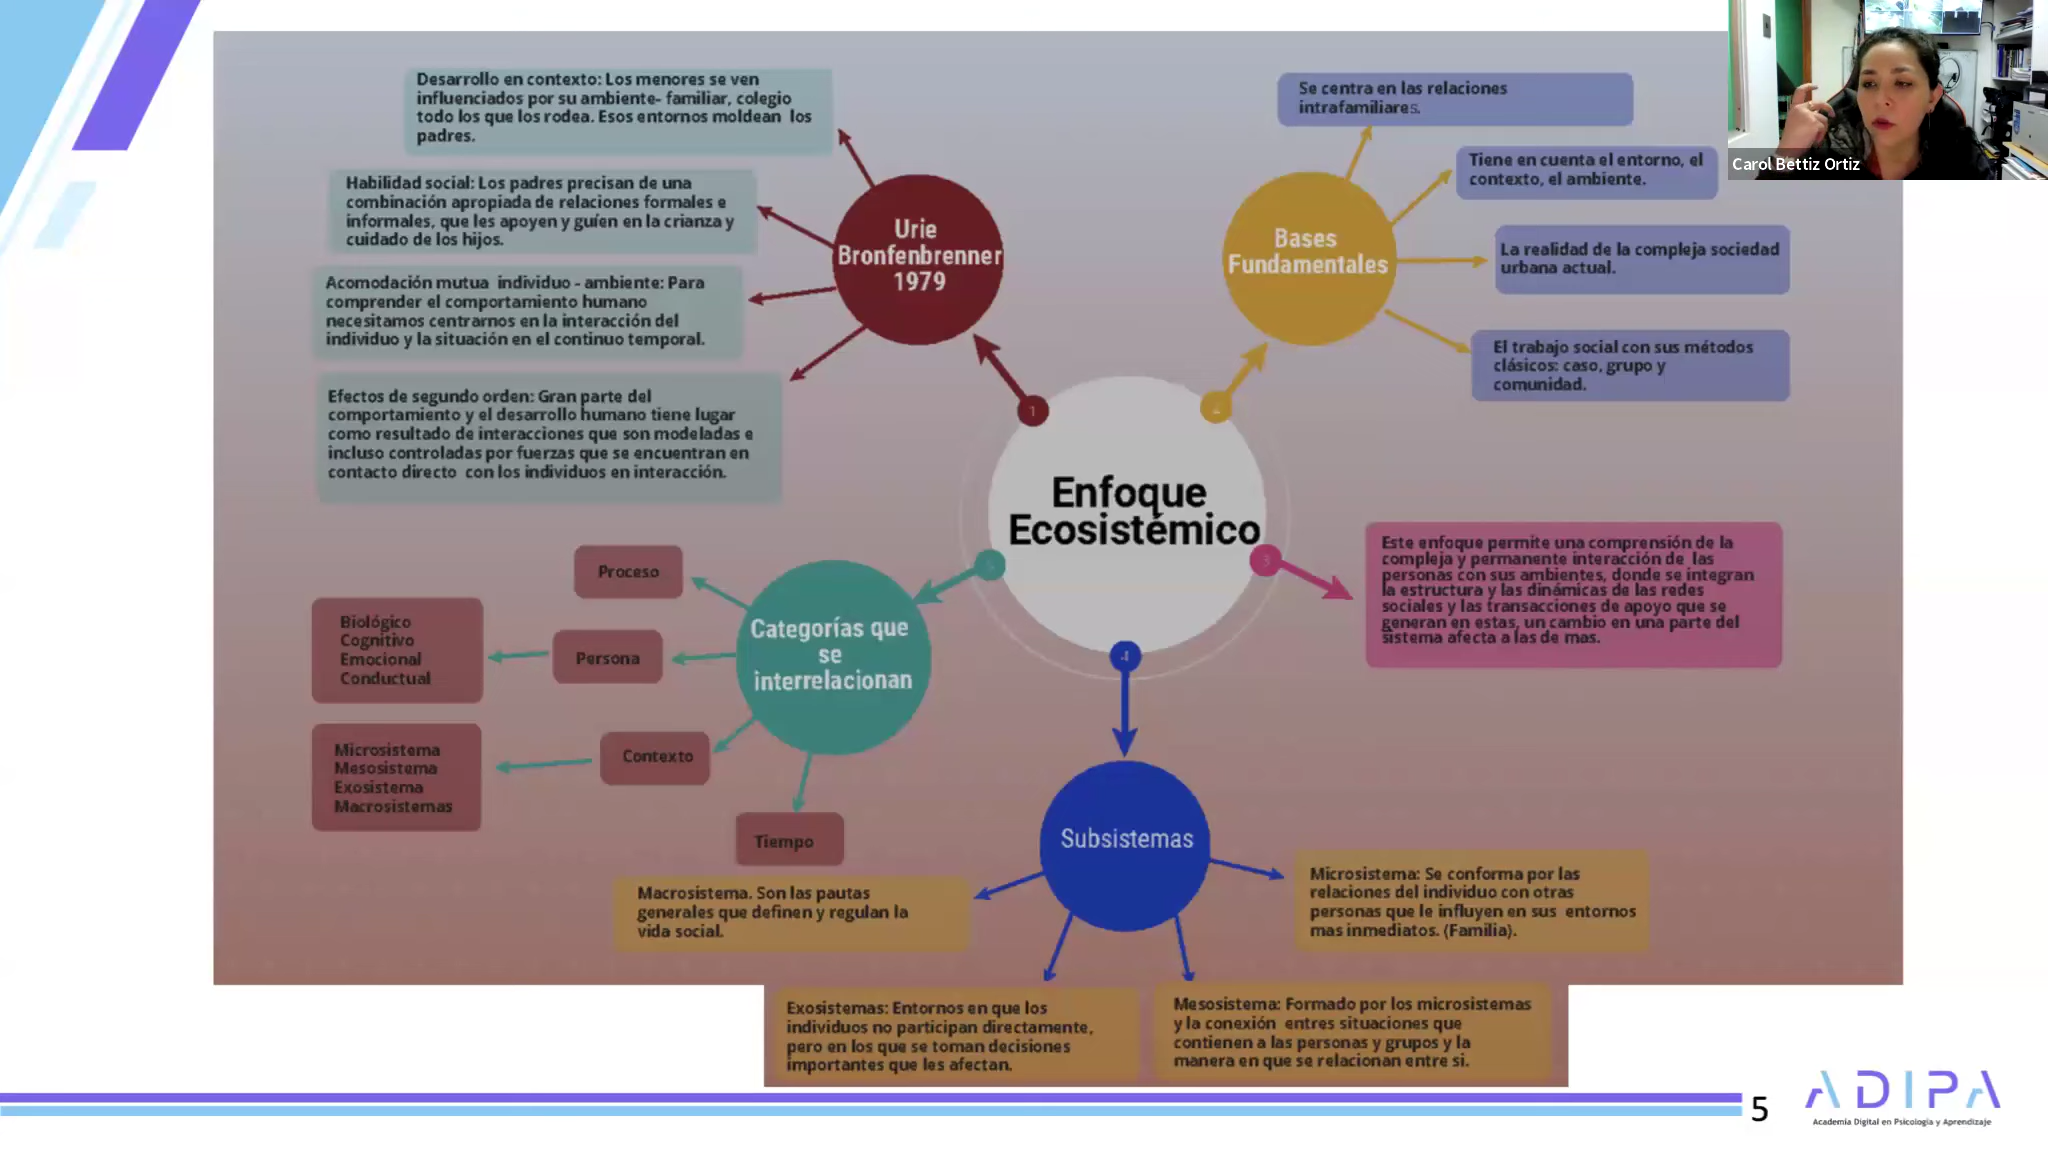 Carol Bettiz Ortiz
Desarrollo en contexto: Los menores se ven
influenciados por su ambiente- familiar, colegio
todo los que los rodea. Esos entornos moldean los
padres.
Habilidad social: Los padres precisan de una
combinación apropiada de relaciones formales e
informales, que les apoyen y guíen en la crianza y
cuidado de los hijos.
Acomodación mutua individuo - ambiente: Para
comprender el comportamiento humano
necesitamos centrarnos en la interacción del
individuo y la situación en el continuo temporal.
Efectos de segundo orden: Gran parte del
comportamiento y el desarrollo humano tiene lugar
como resultado de interacciones que son modeladas e
incluso controladas por fuerzas que se encuentran en
contacto directo con los individuos en interacción.
Urie
Bronfenbrenner
1979
1
Bases
Fundamentales
2
Se centra en las relaciones
intrafamiliares.
Tiene en cuenta el entorno, el
contexto, el ambiente.
La realidad de la compleja sociedad
urbana actual.
El trabajo social con sus métodos
clásicos: caso, grupo y
comunidad.
Enfoque
Ecosistémico
3
Este enfoque permite una comprensión de la
compleja y permanente interacción de las
personas con sus ambientes, donde se integran
la estructura y las dinámicas de las redes
sociales y las transacciones de apoyo que se
generan en estas, un cambio en una parte del
sistema afecta a las de mas.
5
Categorías que
se
interrelacionan
Proceso
Persona
Biológico
Cognitivo
Emocional
Conductual
Contexto
Microsistema
Mesosistema
Exosistema
Macrosistemas
Tiempo
4
Subsistemas
Macrosistema. Son las pautas
generales que definen y regulan la
vida social.
Microsistema: Se conforma por las
relaciones del individuo con otras
personas que le influyen en sus entornos
mas inmediatos. (Familia).
Exosistemas: Entornos en que los
individuos no participan directamente,
pero en los que se toman decisiones
importantes que les afectan.
Mesosistema: Formado por los microsistemas
y la conexión entres situaciones que
contienen a las personas y grupos y la
manera en que se relacionan entre si.
5
ADIPA
Academia Digital en Psicología y Aprendizaje